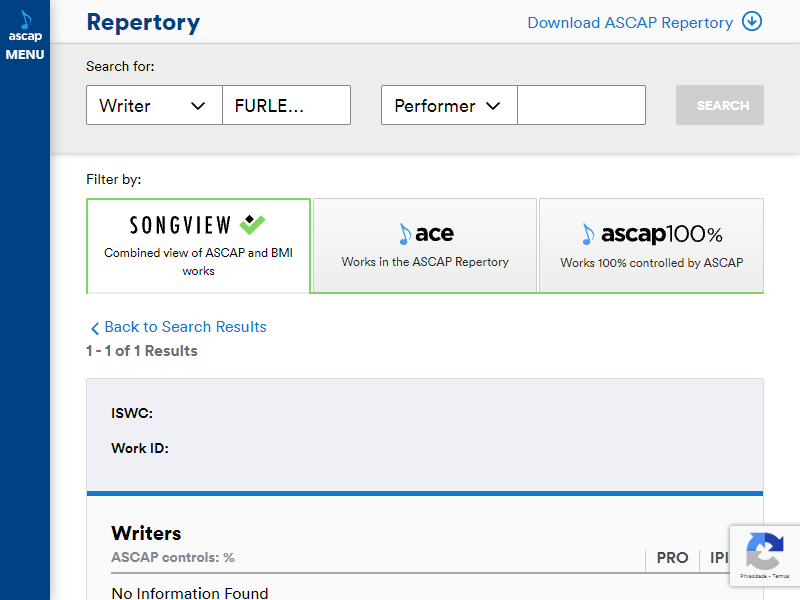 ascap
MENU
Repertory
Download ASCAP Repertory
Search for:
Writer
FURLE...
Performer
SEARCH
Filter by:
SONGVIEW
Combined view of ASCAP and BMI
works
ace
Works in the ASCAP Repertory
ascap100%
Works 100% controlled by ASCAP
Back to Search Results
1 - 1 of 1 Results
ISWC:
Work ID:
Writers
ASCAP controls: %
PRO
IPI
No Information Found
Privacidade - Termos